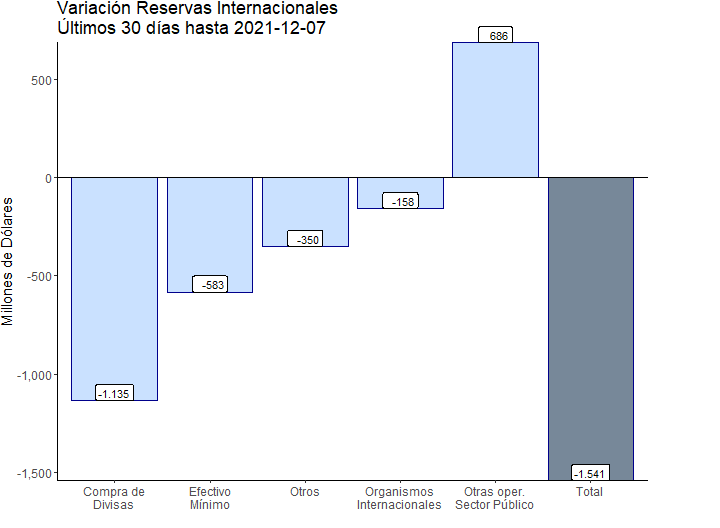 Variación Reservas Internacionales
Últimos 30 días hasta 2021-12-07
Millones de Dólares
500
0
-500
-1,000
-1,500
-1.135
-583
-350
-158
686
-1.541
Compra de
Divisas
Efectivo
Mínimo
Otros
Organismos
Internacionales
Otras oper.
Sector Público
Total